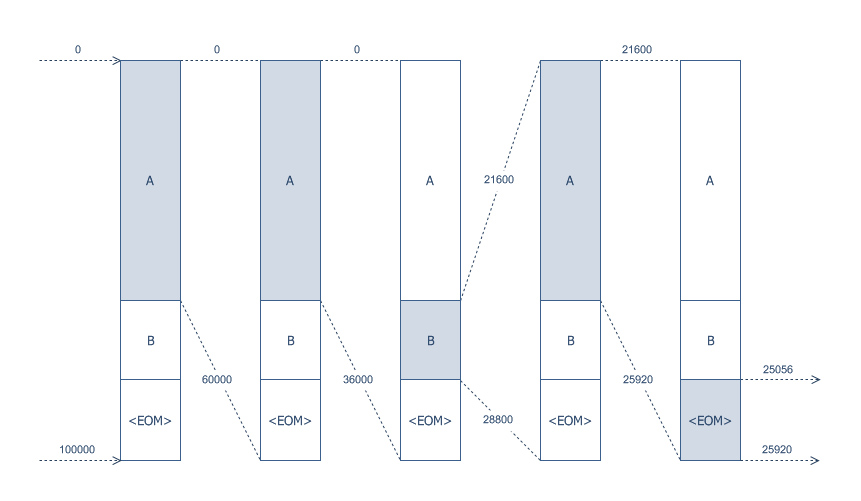 0 0 0 21600
A A A A A
21600
B B B B B
25056
60000 36000 25920
<EOM> <EOM> <EOM> <EOM> <EOM>
28800
100000 25920